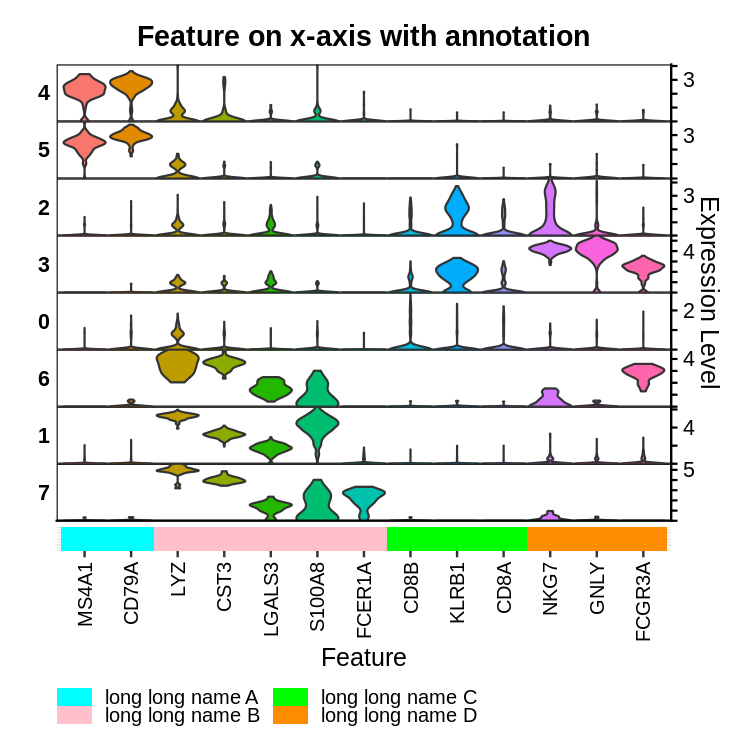 Feature on x-axis with annotation
4 3
5 3
2 3
3 4
0 2
6 4
1 4
7 5
Expression Level
MS4A1 CD79A LYZ CST3 LGALS3 S100A8 FCER1A CD8B KLRB1 CD8A NKG7 GNLY FCGR3A
Feature
long long name A long long name C
long long name B long long name D